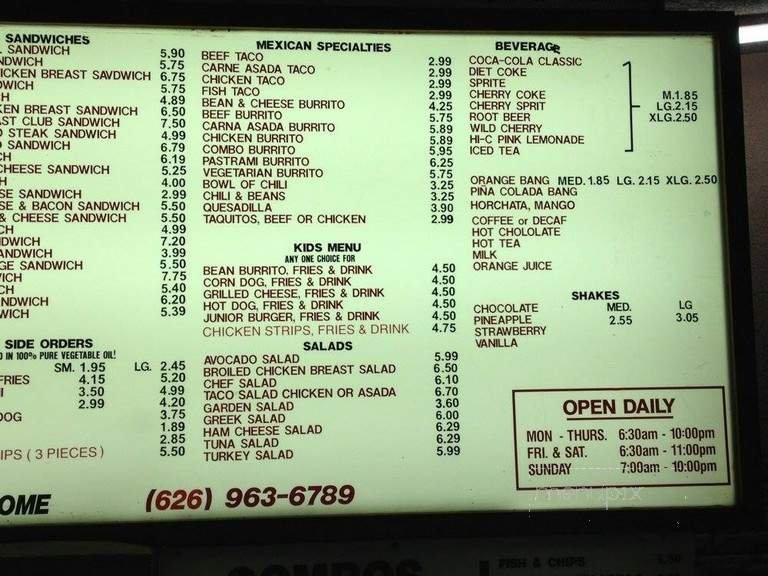 SANDWICHES
SANDWICH 5.90
NDWICH 5.75
ICKEN BREAST SAVDWICH 6.75
DWICH 5.75
H 4.89
KEN BREAST SANDWICH 6.50
AST CLUB SANDWICH 7.50
O STEAK SANDWICH 4.99
SANDWICH 6.79
CH 6.19
CHEESE SANDWICH 5.25
H 4.00
SE SANDWICH 2.99
SE & BACON SANDWICH 5.50
& CHEESE SANDWICH 5.50
CH 4.99
DWICH 7.20
ANDWICH 3.99
GE SANDWICH 5.50
VICH 7.75
CH 5.40
NDWICH 6.20
WICH 5.39
SIDE ORDERS
D IN 100% PURE VEGETABLE OIL!
SM. 1.95 LG. 2.45
FRIES 4.15 5.20
I 3.50 4.99
2.99 4.20
DOG 3.75
1.89
2.85
IPS ( 3 PIECES ) 5.50
OME
MEXICAN SPECIALTIES
BEEF TACO 2.99
CARNE ASADA TACO 2.99
CHICKEN TACO 2.99
FISH TACO 2.99
BEAN & CHEESE BURRITO 4.25
BEEF BURRITO 5.75
CARNA ASADA BURRITO 5.89
CHICKEN BURRITO 5.89
COMBO BURRITO 5.95
PASTRAMI BURRITO 6.25
VEGETARIAN BURRITO 5.75
BOWL OF CHILI 3.25
CHILI & BEANS 3.25
QUESADILLA 3.90
TAQUITOS, BEEF OR CHICKEN 2.99
KIDS MENU
ANY ONE CHOICE FOR
BEAN BURRITO, FRIES & DRINK 4.50
CORN DOG, FRIES & DRINK 4.50
GRILLED CHEESE, FRIES & DRINK 4.50
HOT DOG, FRIES & DRINK 4.50
JUNIOR BURGER, FRIES & DRINK 4.50
CHICKEN STRIPS, FRIES & DRINK 4.75
SALADS
AVOCADO SALAD 5.99
BROILED CHICKEN BREAST SALAD 6.50
CHEF SALAD 6.10
TACO SALAD CHICKEN OR ASADA 6.70
GARDEN SALAD 3.60
GREEK SALAD 6.00
HAM CHEESE SALAD 6.29
TUNA SALAD 6.29
TURKEY SALAD 5.99
(626) 963-6789
BEVERAGE
COCA-COLA CLASSIC
DIET COKE
SPRITE
CHERRY COKE M.1.85
CHERRY SPRIT LG.2.15
ROOT BEER XLG.2.50
WILD CHERRY
HI-C PINK LEMONADE
ICED TEA
ORANGE BANG MED. 1.85 LG. 2.15 XLG. 2.50
PIÑA COLADA BANG
HORCHATA, MANGO
COFFEE or DECAF
HOT CHOLOLATE
HOT TEA
MILK
ORANGE JUICE
SHAKES
CHOCOLATE MED. LG
PINEAPPLE 2.55 3.05
STRAWBERRY
VANILLA
OPEN DAILY
MON - THURS. 6:30am - 10:00pm
FRI. & SAT. 6:30am - 11:00pm
SUNDAY 7:00am - 10:00pm
menupix
COMBOS
FISH & CHIPS